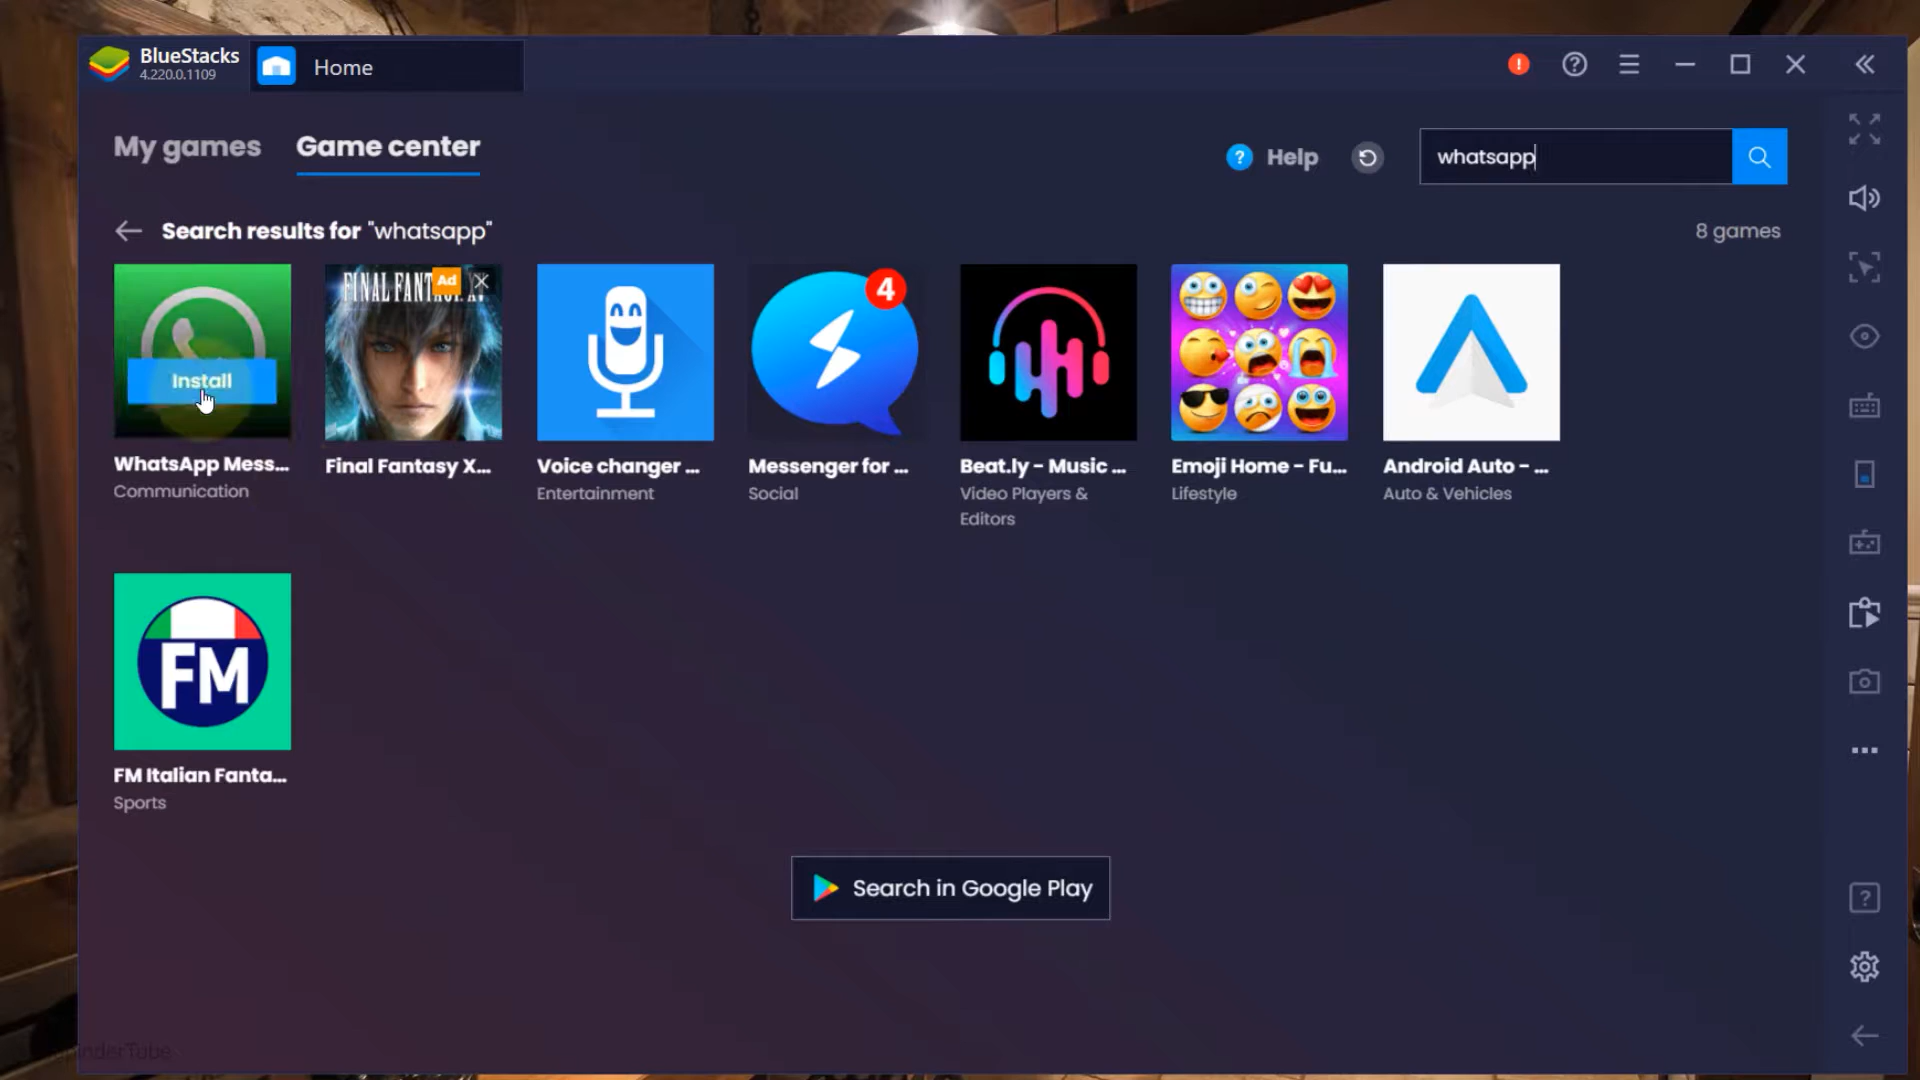 BlueStacks
4.220.0.1109
Home
My games
Game center
? Help
whatsapp
Search results for "whatsapp"
8 games
Install
WhatsApp Mess...
Communication
FINAL FANT
Ad
Final Fantasy X...
Voice changer ...
Entertainment
4
Messenger for ...
Social
Beat.ly - Music ...
Video Players &
Editors
Emoji Home - Fu...
Lifestyle
Android Auto - ...
Auto & Vehicles
FM
FM Italian Fanta...
Sports
Search in Google Play